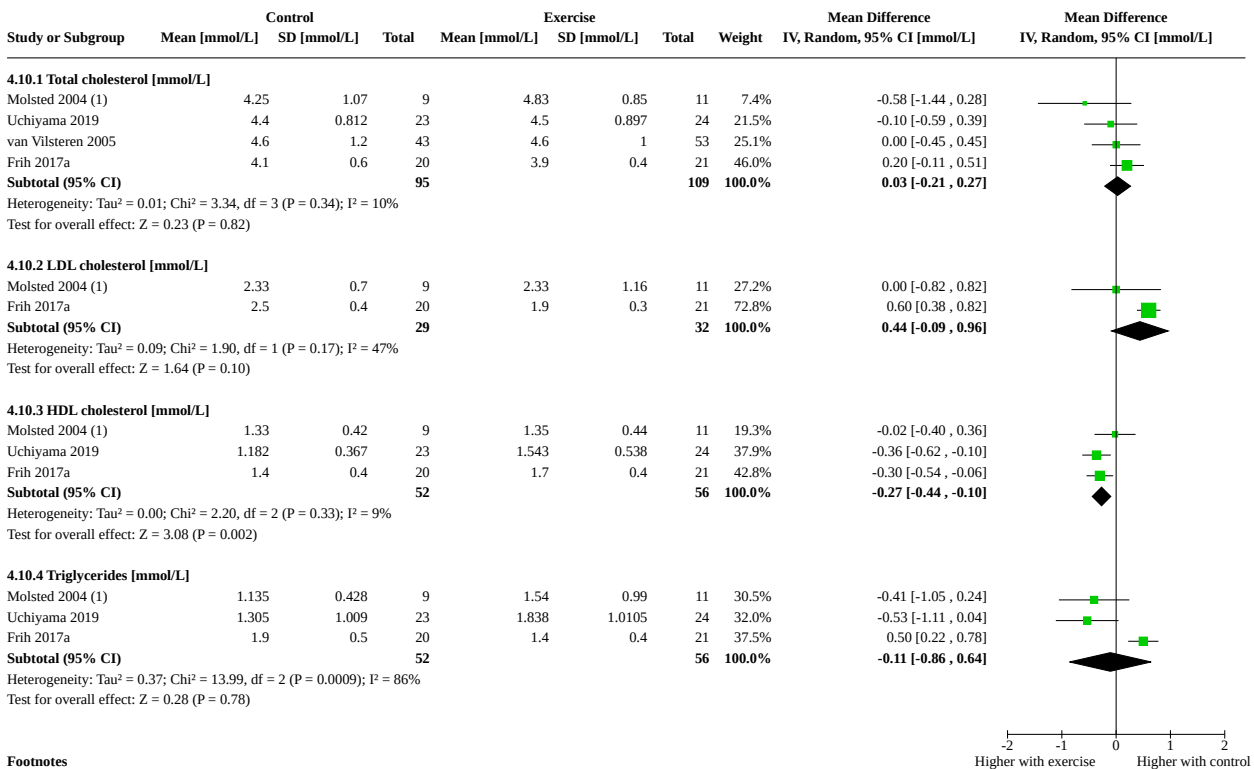 Control Exercise Mean Difference Mean Difference
Study or Subgroup Mean [mmol/L] SD [mmol/L] Total Mean [mmol/L] SD [mmol/L] Total Weight IV, Random, 95% CI [mmol/L] IV, Random, 95% CI [mmol/L]
4.10.1 Total cholesterol [mmol/L]
Molsted 2004 (1) 4.25 1.07 9 4.83 0.85 11 7.4% -0.58 [-1.44 , 0.28]
Uchiyama 2019 4.4 0.812 23 4.5 0.897 24 21.5% -0.10 [-0.59 , 0.39]
van Vilsteren 2005 4.6 1.2 43 4.6 1 53 25.1% 0.00 [-0.45 , 0.45]
Frih 2017a 4.1 0.6 20 3.9 0.4 21 46.0% 0.20 [-0.11 , 0.51]
Subtotal (95% CI) 95 109 100.0% 0.03 [-0.21 , 0.27]
Heterogeneity: Tau² = 0.01; Chi² = 3.34, df = 3 (P = 0.34); I² = 10%
Test for overall effect: Z = 0.23 (P = 0.82)
4.10.2 LDL cholesterol [mmol/L]
Molsted 2004 (1) 2.33 0.7 9 2.33 1.16 11 27.2% 0.00 [-0.82 , 0.82]
Frih 2017a 2.5 0.4 20 1.9 0.3 21 72.8% 0.60 [0.38 , 0.82]
Subtotal (95% CI) 29 32 100.0% 0.44 [-0.09 , 0.96]
Heterogeneity: Tau² = 0.09; Chi² = 1.90, df = 1 (P = 0.17); I² = 47%
Test for overall effect: Z = 1.64 (P = 0.10)
4.10.3 HDL cholesterol [mmol/L]
Molsted 2004 (1) 1.33 0.42 9 1.35 0.44 11 19.3% -0.02 [-0.40 , 0.36]
Uchiyama 2019 1.182 0.367 23 1.543 0.538 24 37.9% -0.36 [-0.62 , -0.10]
Frih 2017a 1.4 0.4 20 1.7 0.4 21 42.8% -0.30 [-0.54 , -0.06]
Subtotal (95% CI) 52 56 100.0% -0.27 [-0.44 , -0.10]
Heterogeneity: Tau² = 0.00; Chi² = 2.20, df = 2 (P = 0.33); I² = 9%
Test for overall effect: Z = 3.08 (P = 0.002)
4.10.4 Triglycerides [mmol/L]
Molsted 2004 (1) 1.135 0.428 9 1.54 0.99 11 30.5% -0.41 [-1.05 , 0.24]
Uchiyama 2019 1.305 1.009 23 1.838 1.0105 24 32.0% -0.53 [-1.11 , 0.04]
Frih 2017a 1.9 0.5 20 1.4 0.4 21 37.5% 0.50 [0.22 , 0.78]
Subtotal (95% CI) 52 56 100.0% -0.11 [-0.86 , 0.64]
Heterogeneity: Tau² = 0.37; Chi² = 13.99, df = 2 (P = 0.0009); I² = 86%
Test for overall effect: Z = 0.28 (P = 0.78)
-2 -1 0 1 2
Footnotes Higher with exercise Higher with control